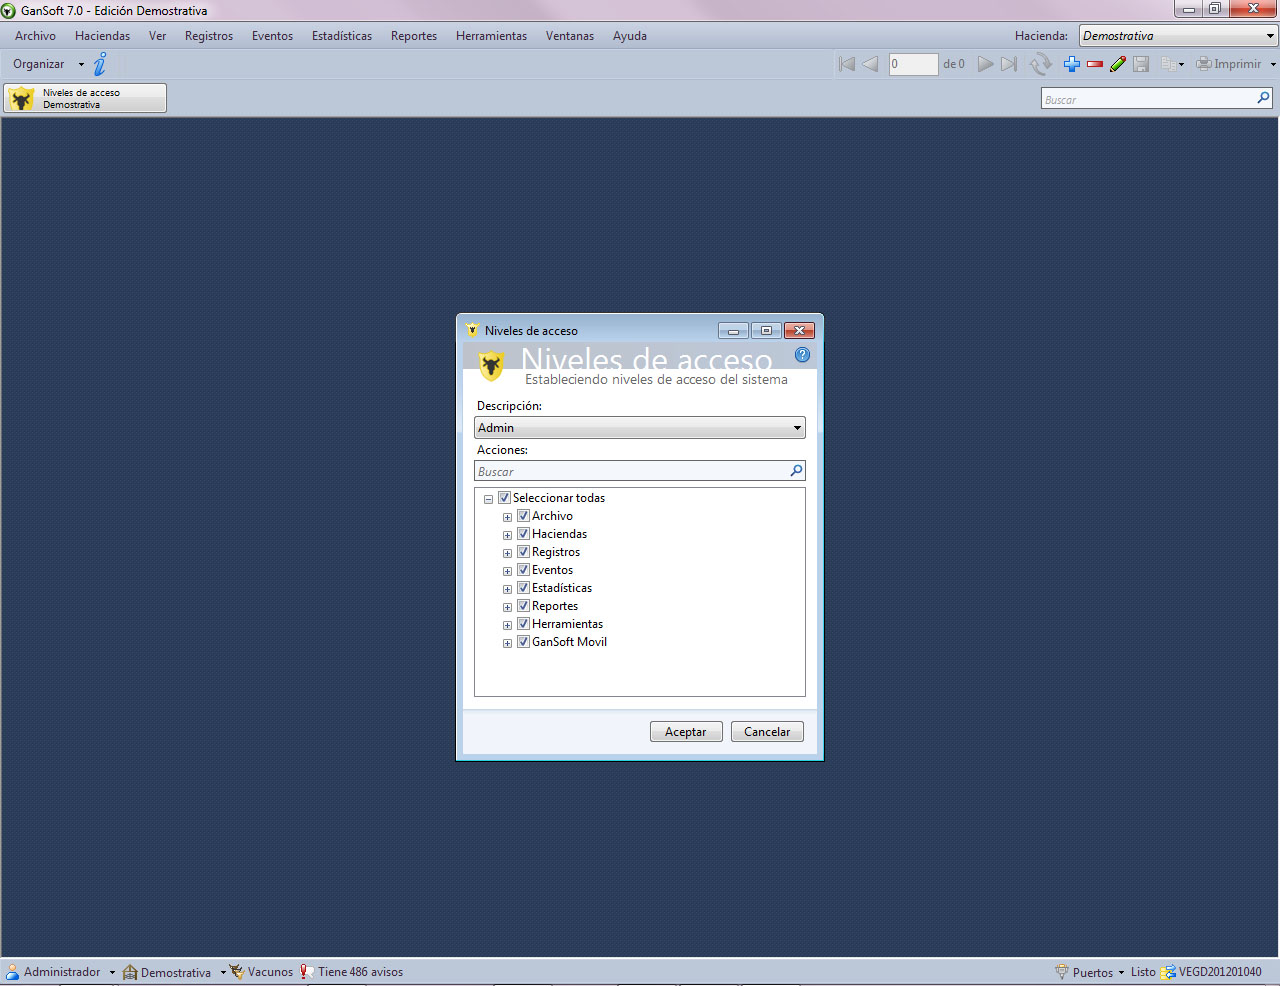 GanSoft 7.0 - Edición Demostrativa
Archivo Haciendas Ver Registros Eventos Estadísticas Reportes Herramientas Ventanas Ayuda Hacienda: Demostrativa
Organizar 0 de 0 Imprimir
Niveles de acceso
Demostrativa
Buscar
Niveles de acceso
Niveles de acceso
Estableciendo niveles de acceso del sistema
Descripción:
Admin
Acciones:
Buscar
Seleccionar todas
Archivo
Haciendas
Registros
Eventos
Estadísticas
Reportes
Herramientas
GanSoft Movil
Aceptar Cancelar
Administrador Demostrativa Vacunos Tiene 486 avisos Puertos Listo VEGD201201040